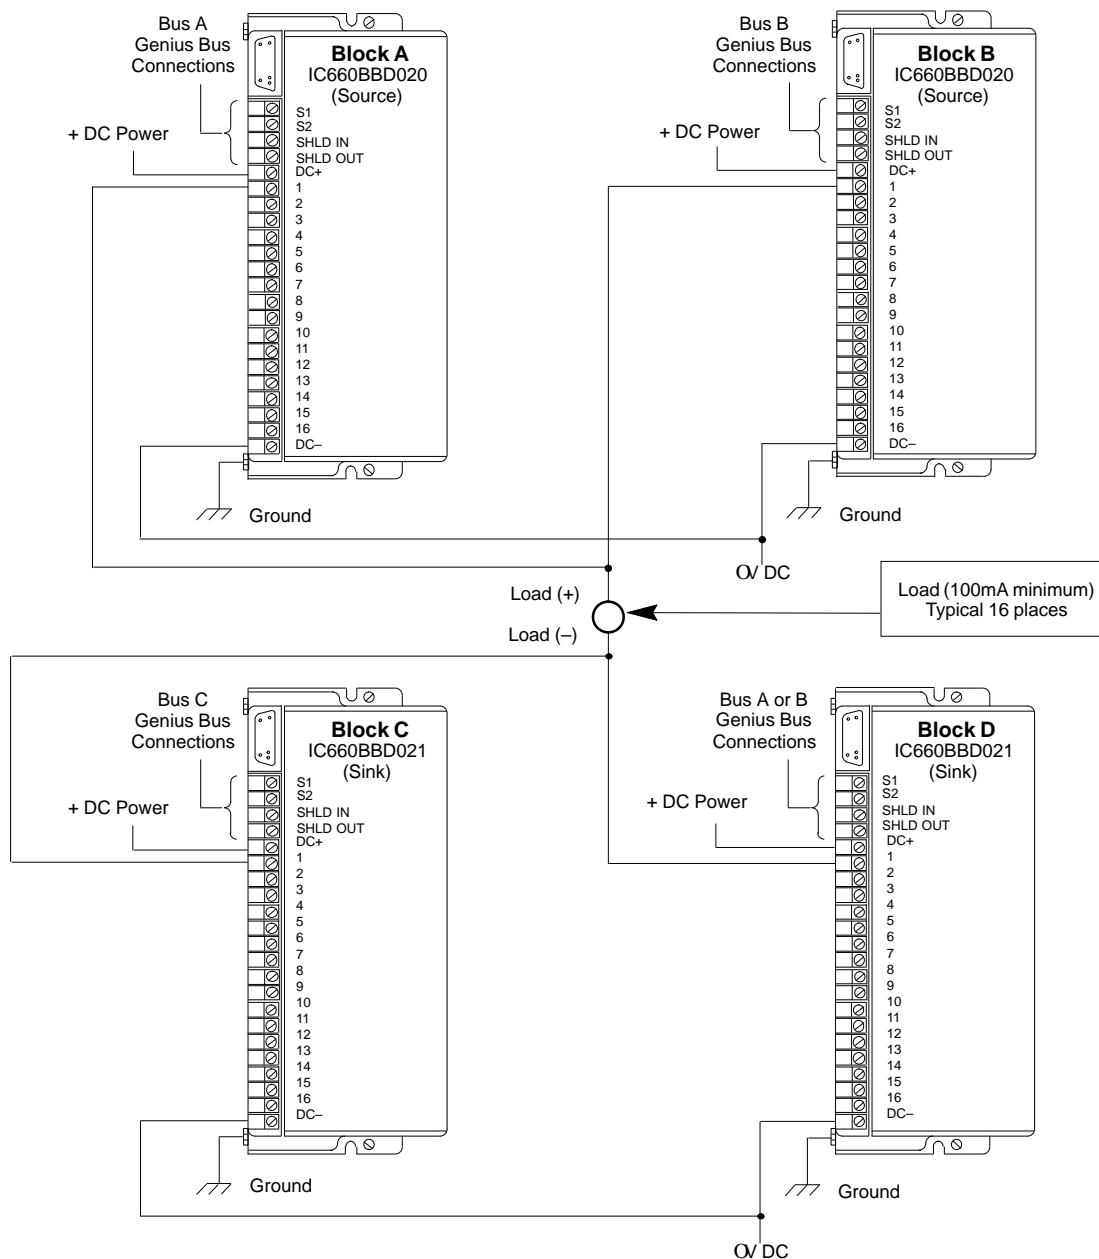 Bus A
Genius Bus
Connections
Block A
IC660BBD020
(Source)
+ DC Power
S1
S2
SHLD IN
SHLD OUT
DC+
1
2
3
4
5
6
7
8
9
10
11
12
13
14
15
16
DC–
Ground
Bus B
Genius Bus
Connections
Block B
IC660BBD020
(Source)
+ DC Power
S1
S2
SHLD IN
SHLD OUT
DC+
1
2
3
4
5
6
7
8
9
10
11
12
13
14
15
16
DC–
Ground
0V DC
Load (+)
Load (–)
Load (100mA minimum)
Typical 16 places
Bus C
Genius Bus
Connections
Block C
IC660BBD021
(Sink)
+ DC Power
S1
S2
SHLD IN
SHLD OUT
DC+
1
2
3
4
5
6
7
8
9
10
11
12
13
14
15
16
DC–
Ground
Bus A or B
Genius Bus
Connections
Block D
IC660BBD021
(Sink)
+ DC Power
S1
S2
SHLD IN
SHLD OUT
DC+
1
2
3
4
5
6
7
8
9
10
11
12
13
14
15
16
DC–
Ground
0V DC